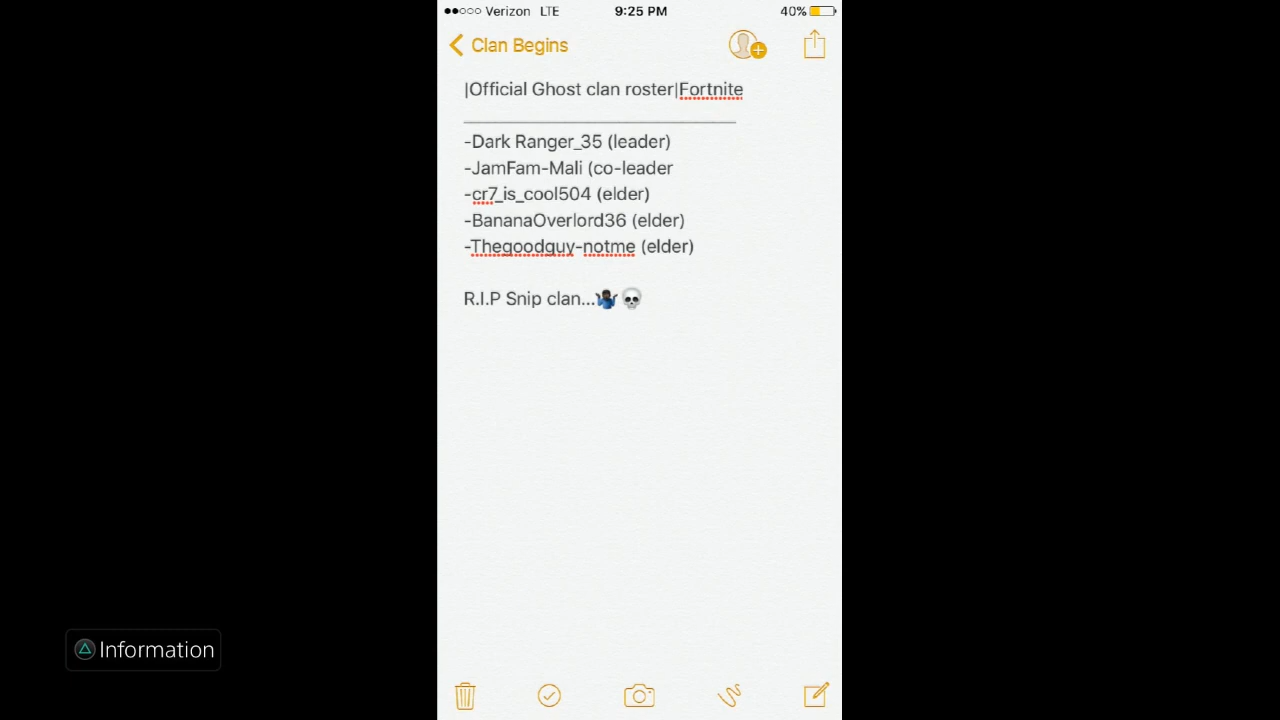 ●●○○○ Verizon LTE 9:25 PM 40%
Clan Begins
|Official Ghost clan roster|Fortnite
______________________________
-Dark Ranger_35 (leader)
-JamFam-Mali (co-leader
-cr7_is_cool504 (elder)
-BananaOverlord36 (elder)
-Thegoodguy-notme (elder)
R.I.P Snip clan...🤷🏿‍♂️💀
Information